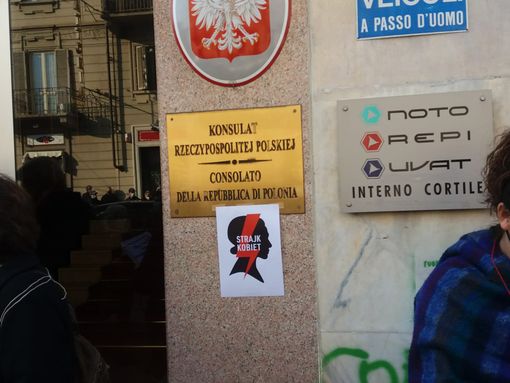 VEICOLI
A PASSO D'UOMO
KONSULAT
RZECZYPOSPOLITEJ POLSKIEJ
CONSOLATO
DELLA REPUBBLICA DI POLONIA
STRAJK
KOBIET
NOTO
REPI
UVAT
INTERNO CORTILE